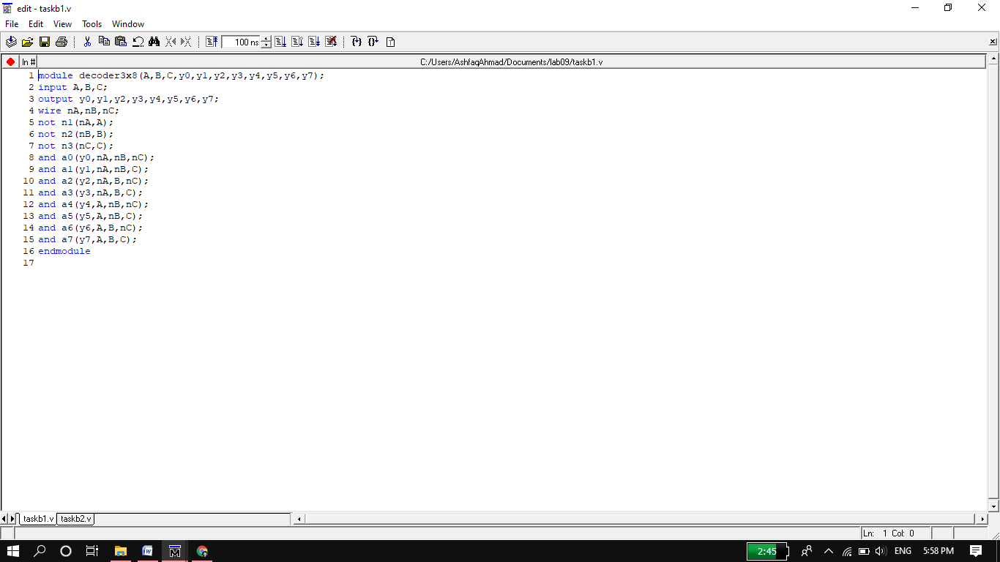 edit - taskb1.v
File Edit View Tools Window
100 ns
ln # C:/Users/AshfaqAhmad/Documents/lab09/taskb1.v
1 module decoder3x8(A,B,C,y0,y1,y2,y3,y4,y5,y6,y7);
2 input A,B,C;
3 output y0,y1,y2,y3,y4,y5,y6,y7;
4 wire nA,nB,nC;
5 not n1(nA,A);
6 not n2(nB,B);
7 not n3(nC,C);
8 and a0(y0,nA,nB,nC);
9 and a1(y1,nA,nB,C);
10 and a2(y2,nA,B,nC);
11 and a3(y3,nA,B,C);
12 and a4(y4,A,nB,nC);
13 and a5(y5,A,nB,C);
14 and a6(y6,A,B,nC);
15 and a7(y7,A,B,C);
16 endmodule
17
taskb1.v taskb2.v
Ln: 1 Col: 0
2:45 ENG 5:58 PM